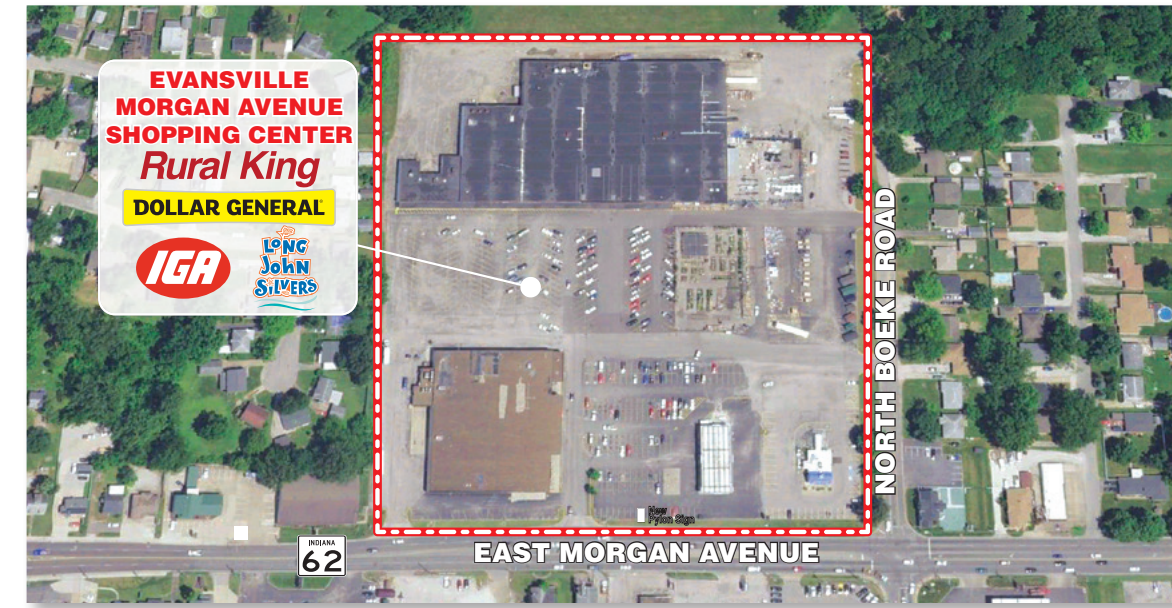 EVANSVILLE
MORGAN AVENUE
SHOPPING CENTER
Rural King
DOLLAR GENERAL
IGA
LONG
JOHN
SILVERS
NORTH BOEKE ROAD
New
Pylon Sign
INDIANA
62
EAST MORGAN AVENUE